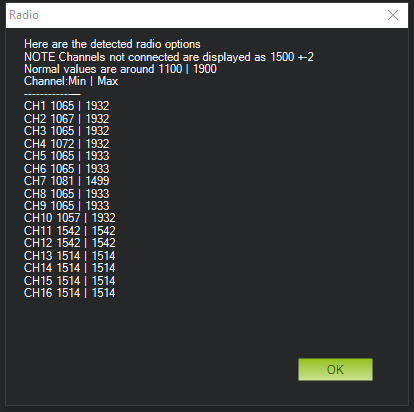 Radio
Here are the detected radio options
NOTE Channels not connected are displayed as 1500 +-2
Normal values are around 1100 | 1900
Channel:Min | Max
-------------
CH1 1065 | 1932
CH2 1067 | 1932
CH3 1065 | 1932
CH4 1072 | 1932
CH5 1065 | 1933
CH6 1065 | 1933
CH7 1081 | 1499
CH8 1065 | 1933
CH9 1065 | 1933
CH10 1057 | 1932
CH11 1542 | 1542
CH12 1542 | 1542
CH13 1514 | 1514
CH14 1514 | 1514
CH15 1514 | 1514
CH16 1514 | 1514
OK